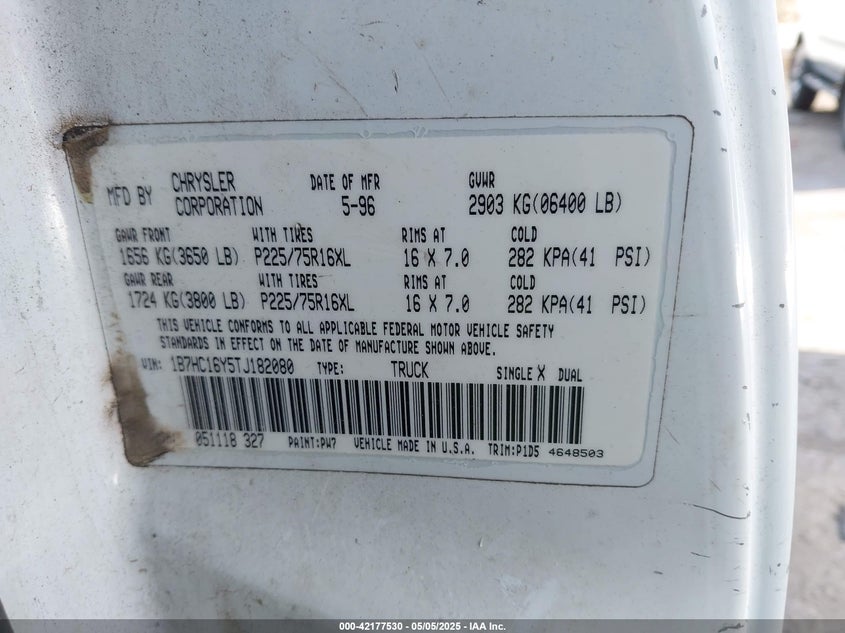 MFD BY CHRYSLER CORPORATION DATE OF MFR 5-96 GVWR 2903 KG(06400 LB)
GAWR FRONT WITH TIRES RIMS AT COLD
1656 KG(3650 LB) P225/75R16XL 16 X 7.0 282 KPA(41 PSI)
GAWR REAR WITH TIRES RIMS AT COLD
1724 KG(3800 LB) P225/75R16XL 16 X 7.0 282 KPA(41 PSI)
THIS VEHICLE CONFORMS TO ALL APPLICABLE FEDERAL MOTOR VEHICLE SAFETY
STANDARDS IN EFFECT ON THE DATE OF MANUFACTURE SHOWN ABOVE.
VIN: 1B7HC16Y5TJ182080 TYPE: TRUCK SINGLE X DUAL
051118 327 PAINT:PW7 VEHICLE MADE IN U.S.A. TRIM:P1D5 4648503
000-42177530 - 05/05/2025 - IAA Inc.